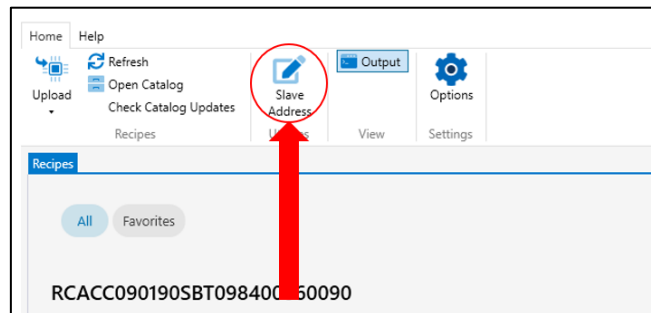 Home Help
Refresh
Open Catalog
Check Catalog Updates
Upload
Recipes
Slave
Address
Output
View
Options
Settings
Recipes
All Favorites